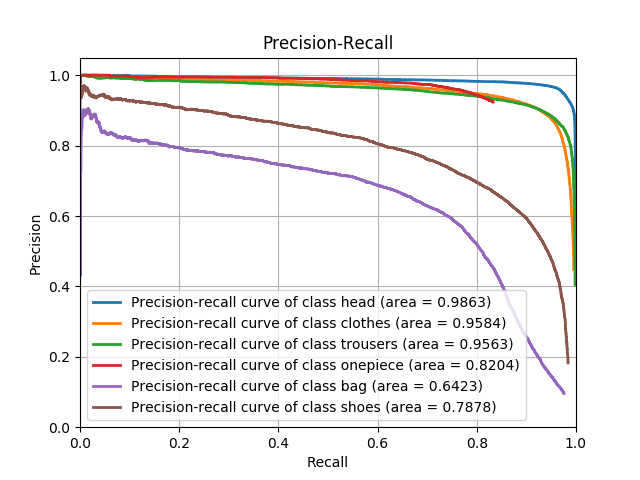 Precision-Recall
1.0
0.8
0.6
0.4
0.2
0.0
Precision
Precision-recall curve of class head (area = 0.9863)
Precision-recall curve of class clothes (area = 0.9584)
Precision-recall curve of class trousers (area = 0.9563)
Precision-recall curve of class onepiece (area = 0.8204)
Precision-recall curve of class bag (area = 0.6423)
Precision-recall curve of class shoes (area = 0.7878)
0.0 0.2 0.4 0.6 0.8 1.0
Recall